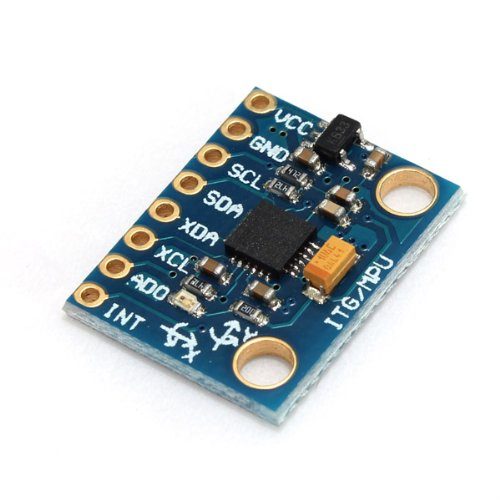 VCC
GND
SCL
SDA
XDA
XCL
ADO
INT
ITG/MPU
X
Y